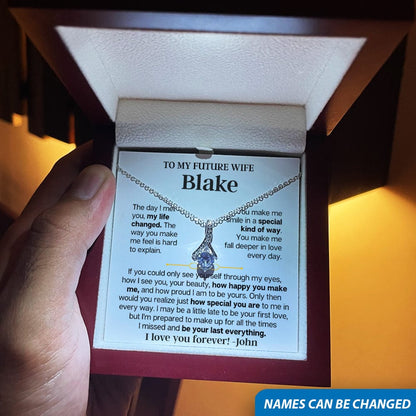 TO MY FUTURE WIFE
Blake
The day I met
you, my life
changed. The
way you make
me feel is hard
to explain.
You make me
smile in a special
kind of way.
You make me
fall deeper in love
every day.
If you could only see yourself through my eyes,
how I see you, your beauty, how happy you make
me, and how proud I am to be yours. Only then
would you realize just how special you are to me in
every way. I may be a little late to be your first love,
but I'm prepared to make up for all the times
I missed and be your last everything.
I love you forever! -John
NAMES CAN BE CHANGED